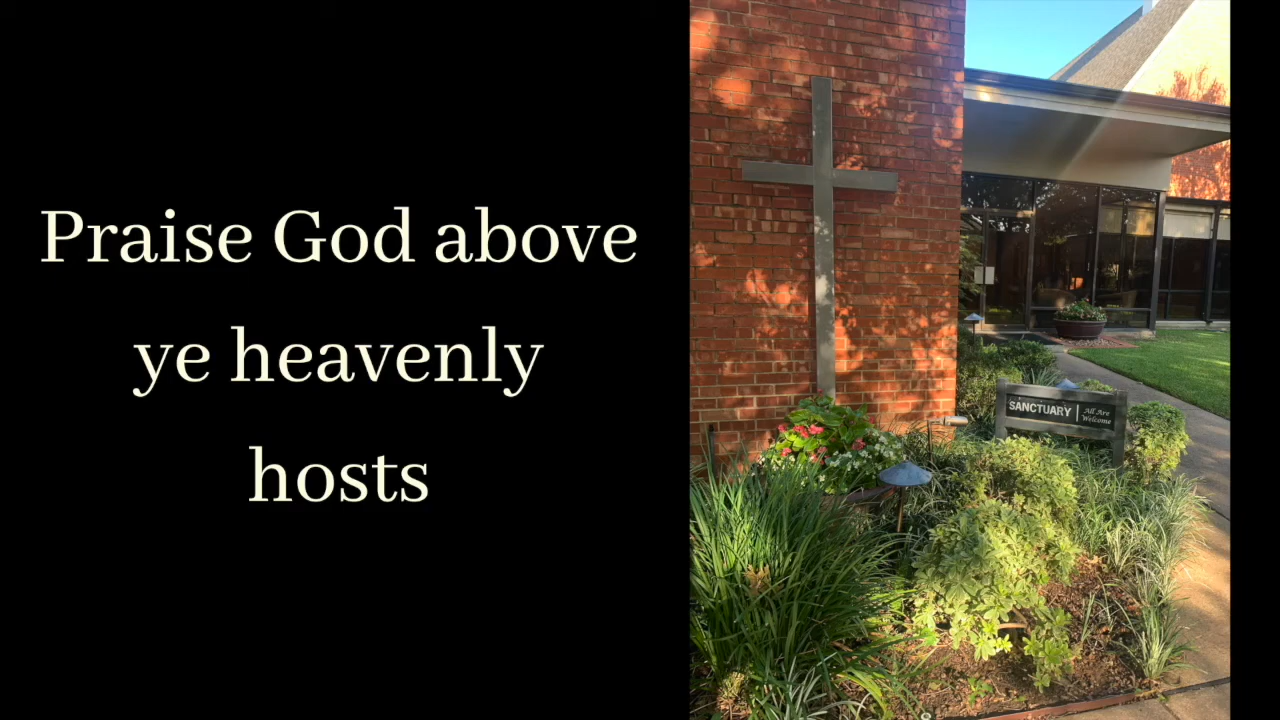 Praise God above
ye heavenly
hosts
SANCTUARY
All Are
Welcome